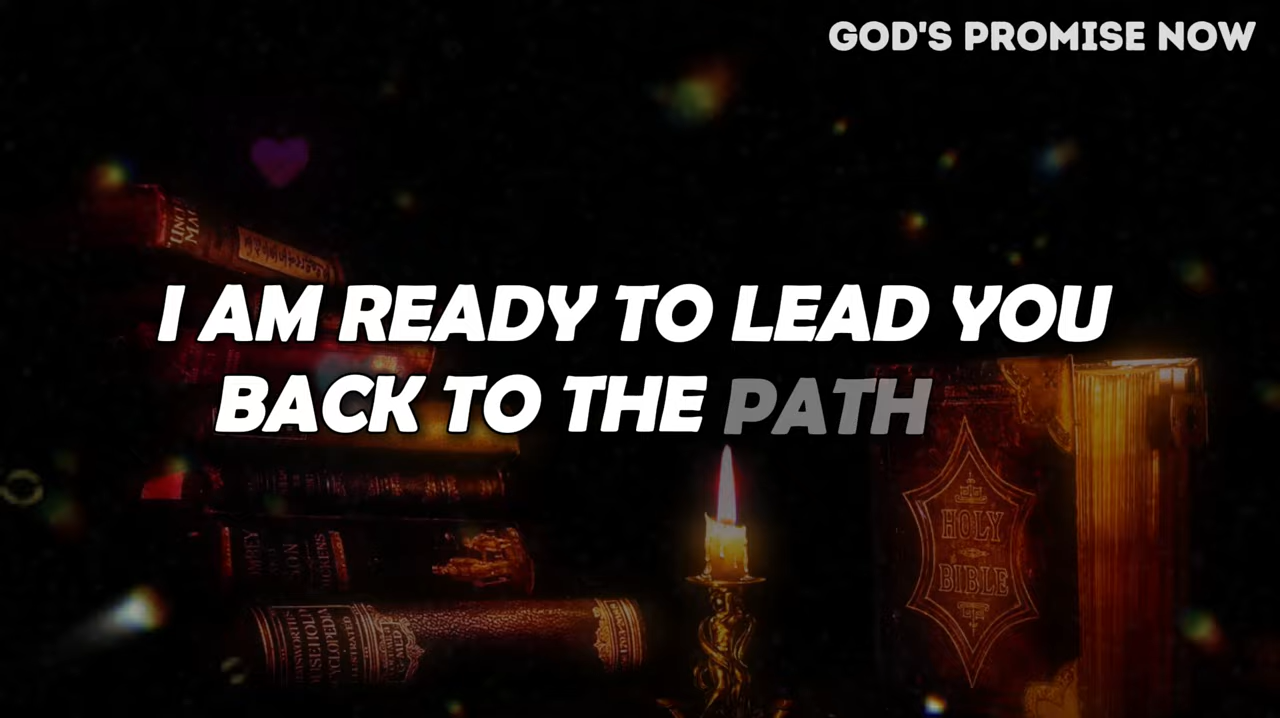 GOD'S PROMISE NOW
I AM READY TO LEAD YOU
BACK TO THE PATH
HOLY
BIBLE